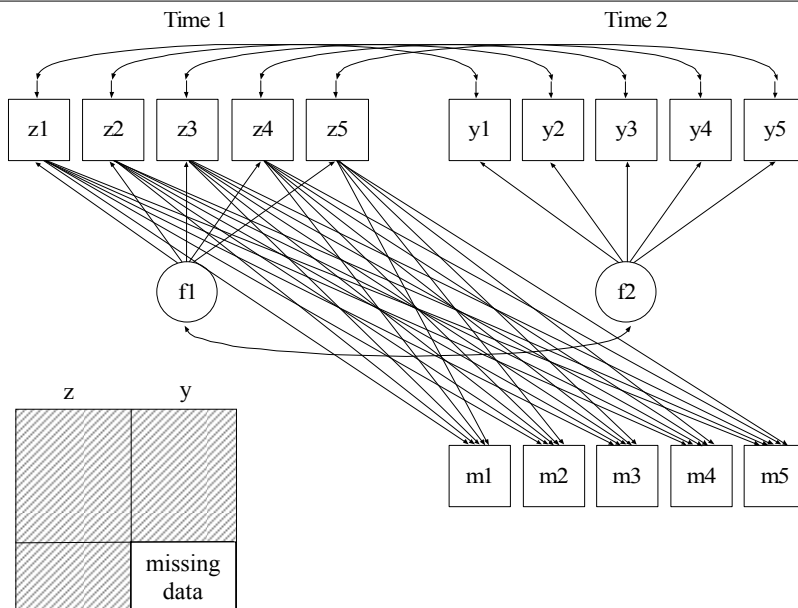 Time 1 Time 2
z1 z2 z3 z4 z5 y1 y2 y3 y4 y5
f1 f2
z y
m1 m2 m3 m4 m5
missing
data